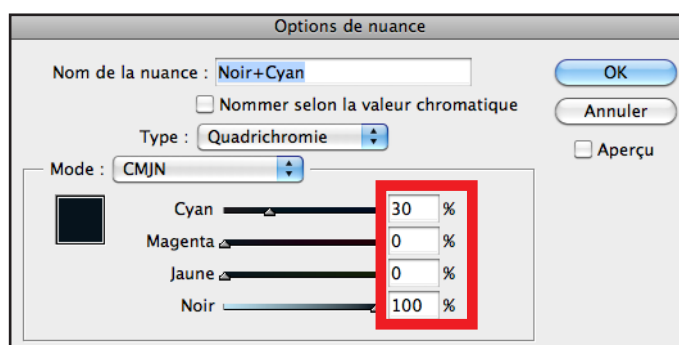 Options de nuance
Nom de la nuance : Noir+Cyan
OK
Nommer selon la valeur chromatique
Annuler
Type : Quadrichromie
Aperçu
Mode : CMJN
Cyan 30 %
Magenta 0 %
Jaune 0 %
Noir 100 %